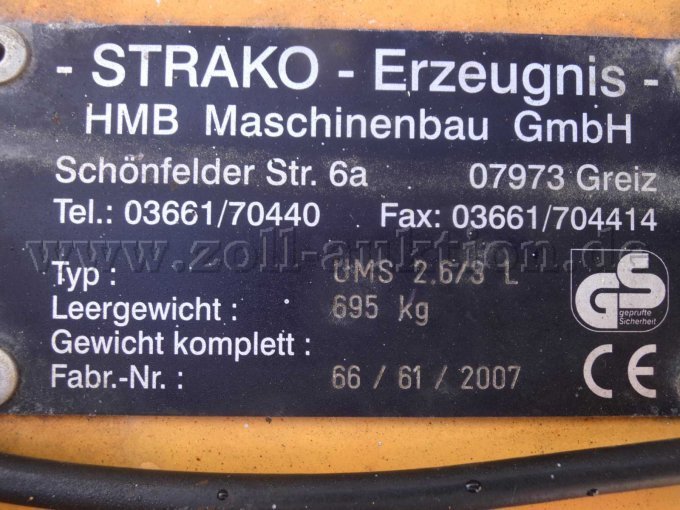 - STRAKO - Erzeugnis -
HMB Maschinenbau GmbH
Schönfelder Str. 6a 07973 Greiz
Tel.: 03661/70440 Fax: 03661/704414
www.zoll-auktion.de
Typ : UMS 2.6/3 L
Leergewicht : 695 Kg
Gewicht komplett :
Fabr.-Nr. : 66 / 61 / 2007
GS
geprüfte
Sicherheit
CE